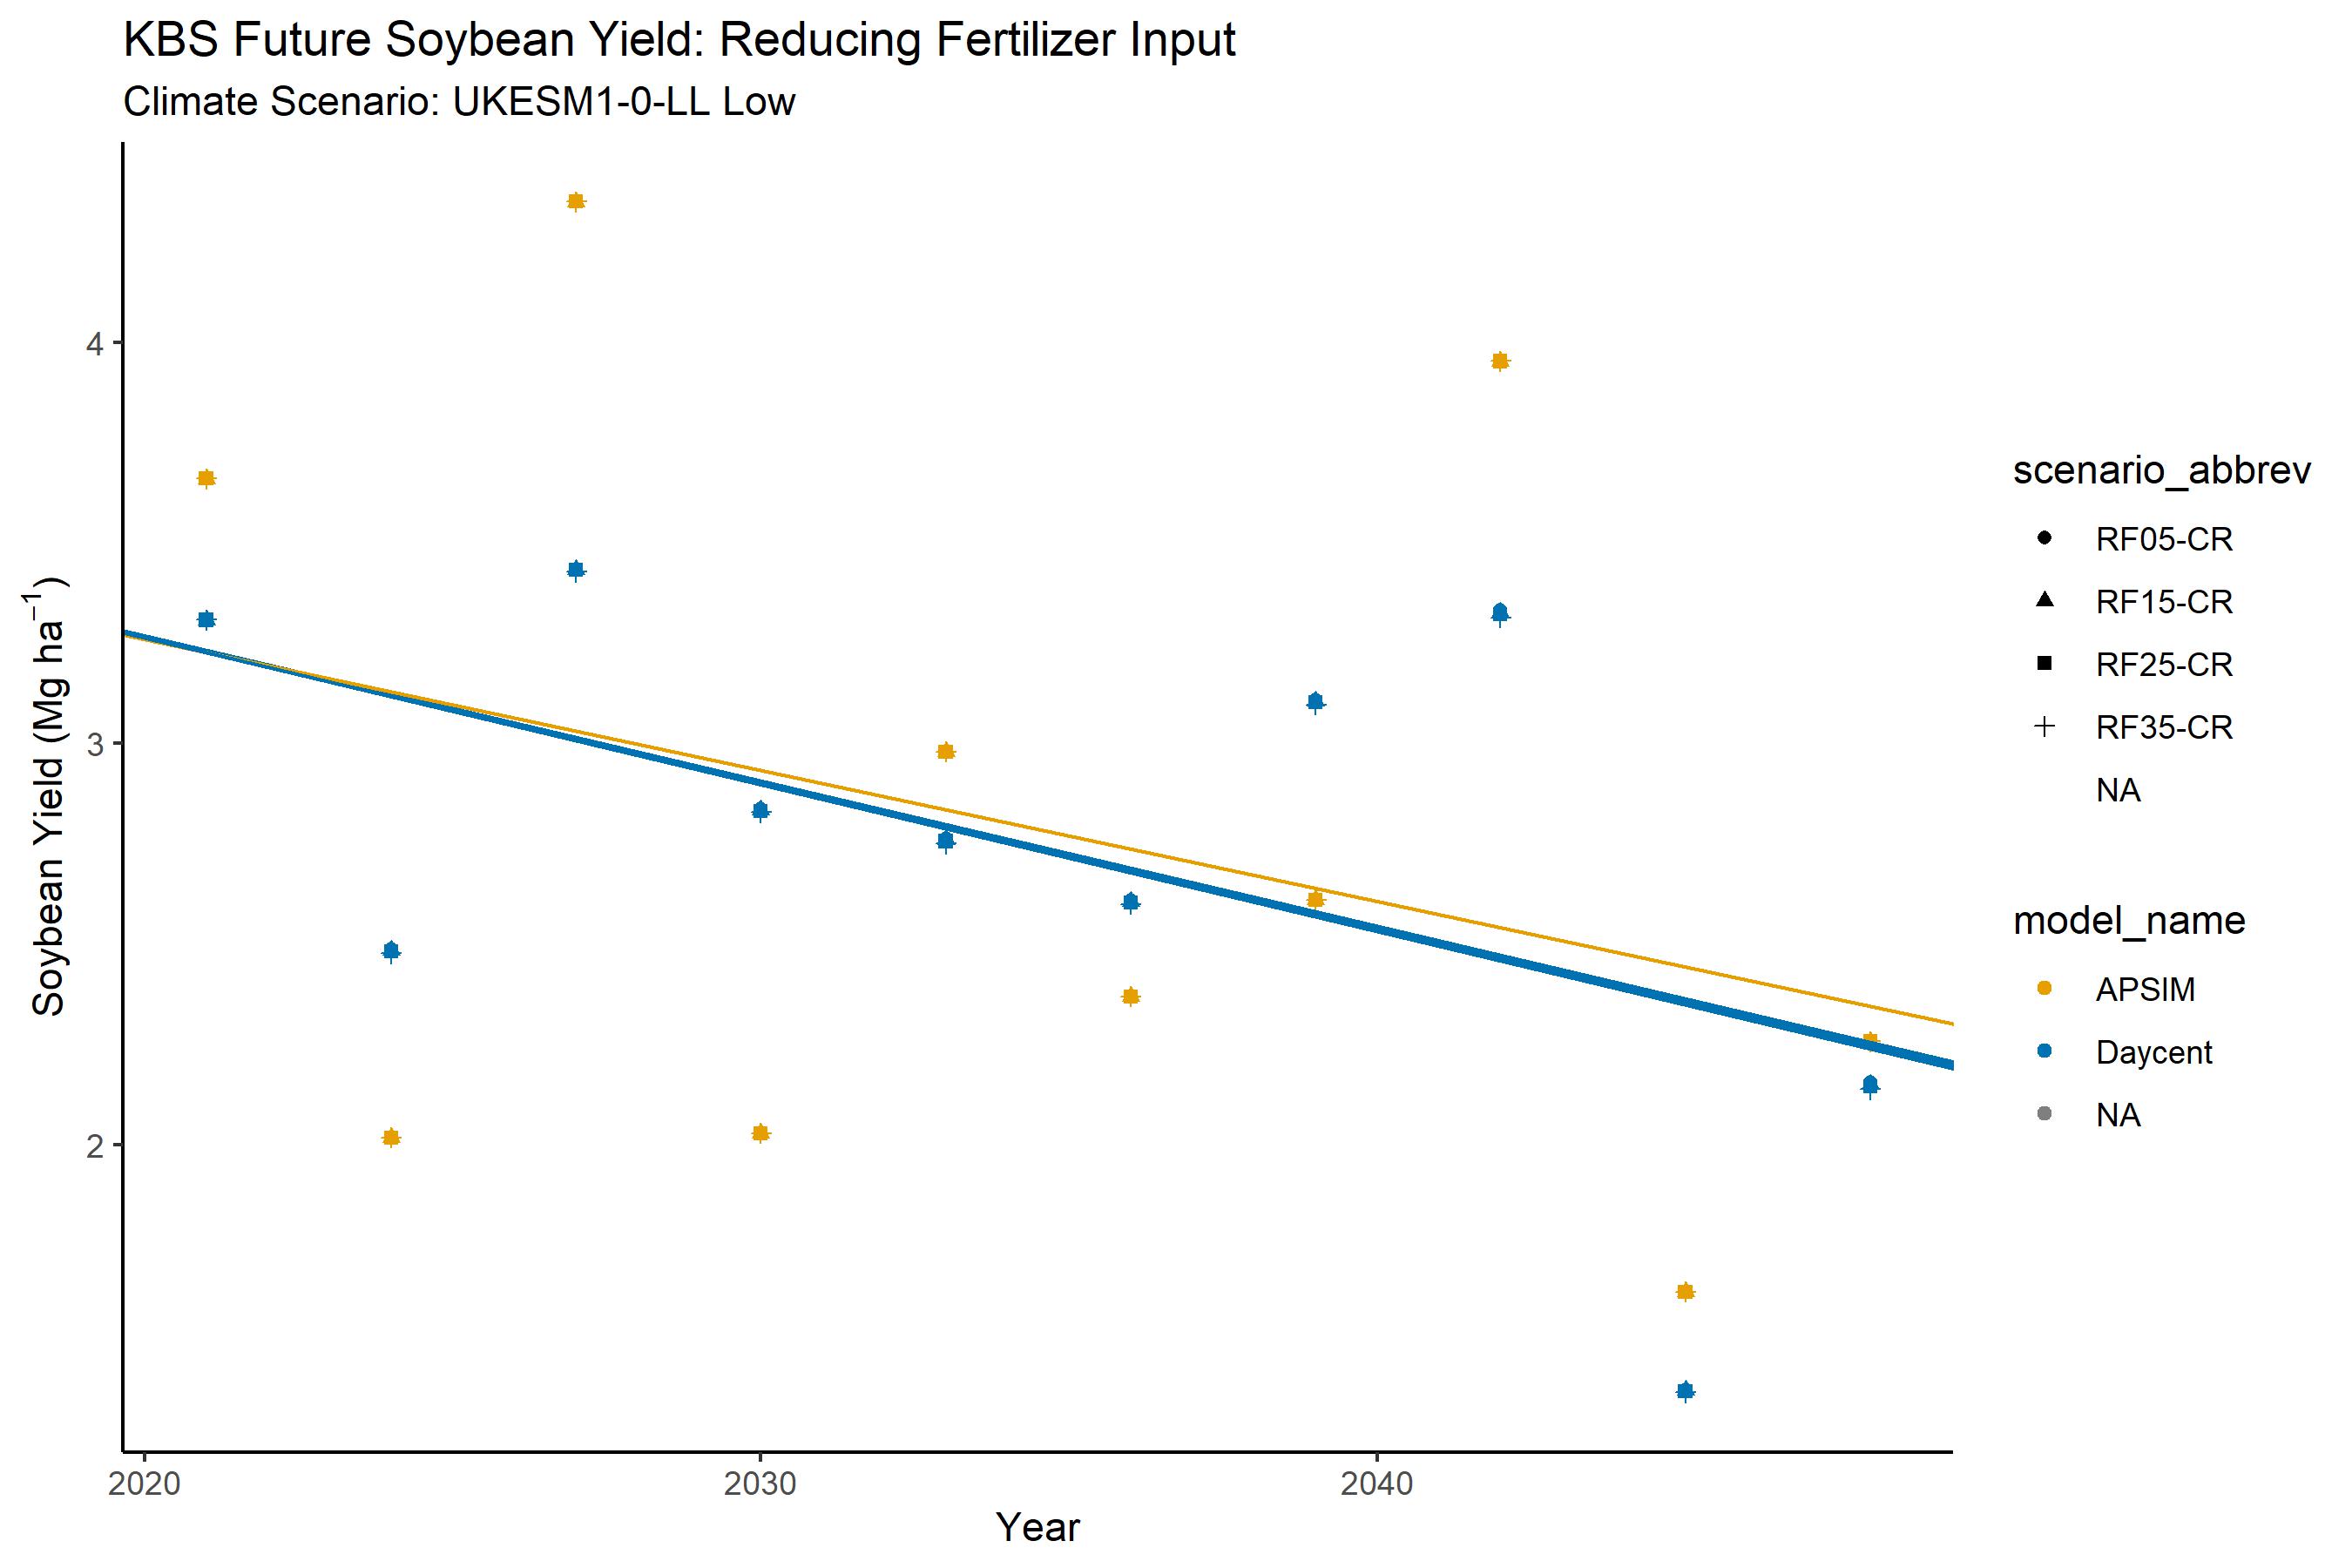 KBS Future Soybean Yield: Reducing Fertilizer Input
Climate Scenario: UKESM1-0-LL Low
Soybean Yield (Mg ha⁻¹)
4
3
2
2020
2030
2040
Year
scenario_abbrev
RF05-CR
RF15-CR
RF25-CR
RF35-CR
NA
model_name
APSIM
Daycent
NA